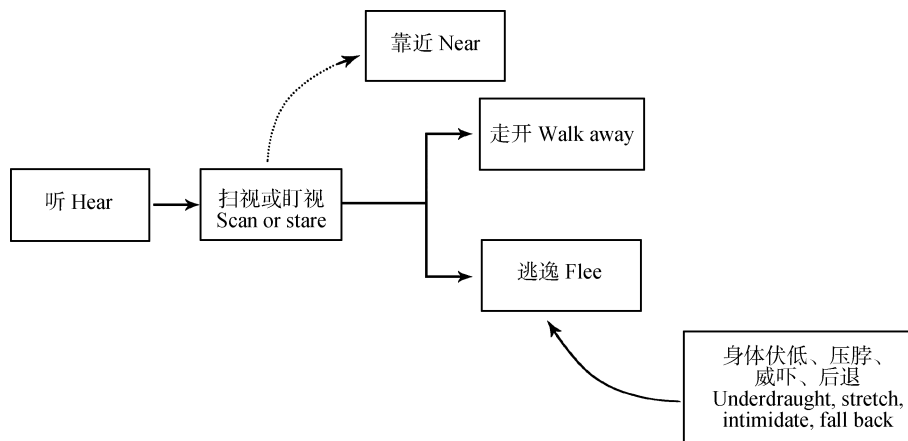 靠近 Near
走开 Walk away
听 Hear
扫视或盯视
Scan or stare
逃逸 Flee
身体伏低、压脖、
威吓、后退
Underdraught, stretch,
intimidate, fall back